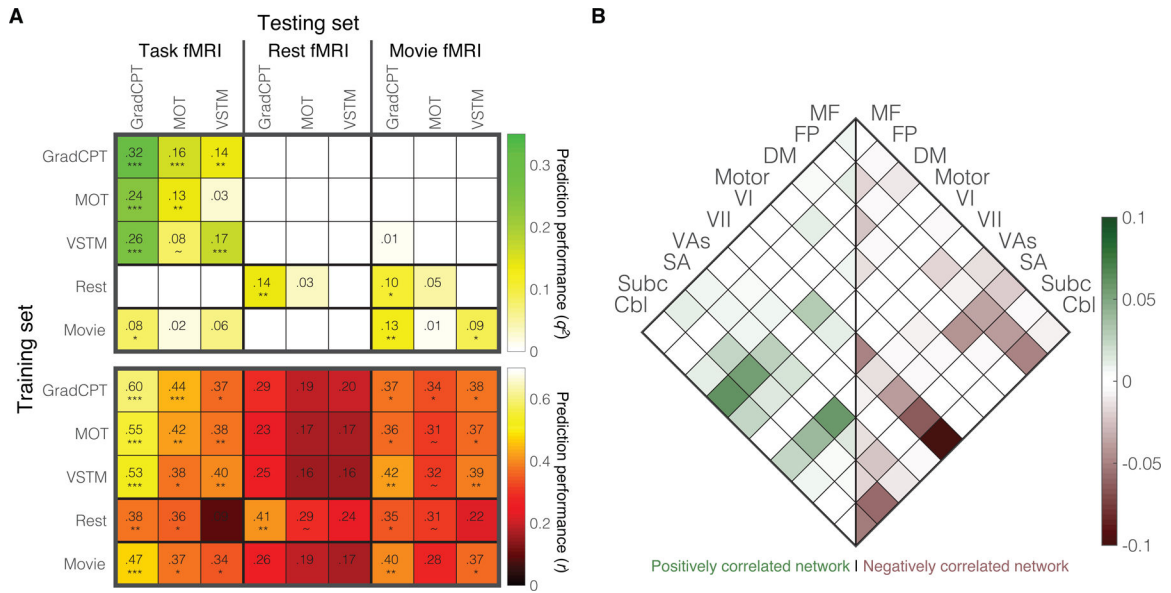 A
Testing set
Task fMRI Rest fMRI Movie fMRI
GradCPT MOT VSTM GradCPT MOT VSTM GradCPT MOT VSTM
Training set
GradCPT .32 .16 .14
*** *** **
MOT .24 .13 .03
*** **
VSTM .26 .08 .17 .01
*** ~ ***
Rest .14 .03 .10 .05
** *
Movie .08 .02 .06 .13 .01 .09
* ** *
0.3
0.2
0.1
0
Prediction performance (q²)
GradCPT .60 .44 .37 .29 .19 .20 .37 .34 .38
*** *** * * * *
MOT .55 .42 .38 .23 .17 .17 .36 .31 .37
*** ** ** * ~ *
VSTM .53 .38 .40 .25 .16 .16 .42 .32 .39
*** * ** ** ~ **
Rest .38 .36 .41 .29 .24 .35 .31 .22
** * ** ~ * ~
Movie .47 .37 .34 .26 .19 .17 .40 .28 .37
*** * * ** *
0.6
0.4
0.2
0
Prediction performance (r)
B
MF MF
FP FP
DM DM
Motor Motor
VI VI
VII VII
VAs VAs
SA SA
Subc Subc
Cbl Cbl
0.1
0.05
0
-0.05
-0.1
Positively correlated network | Negatively correlated network